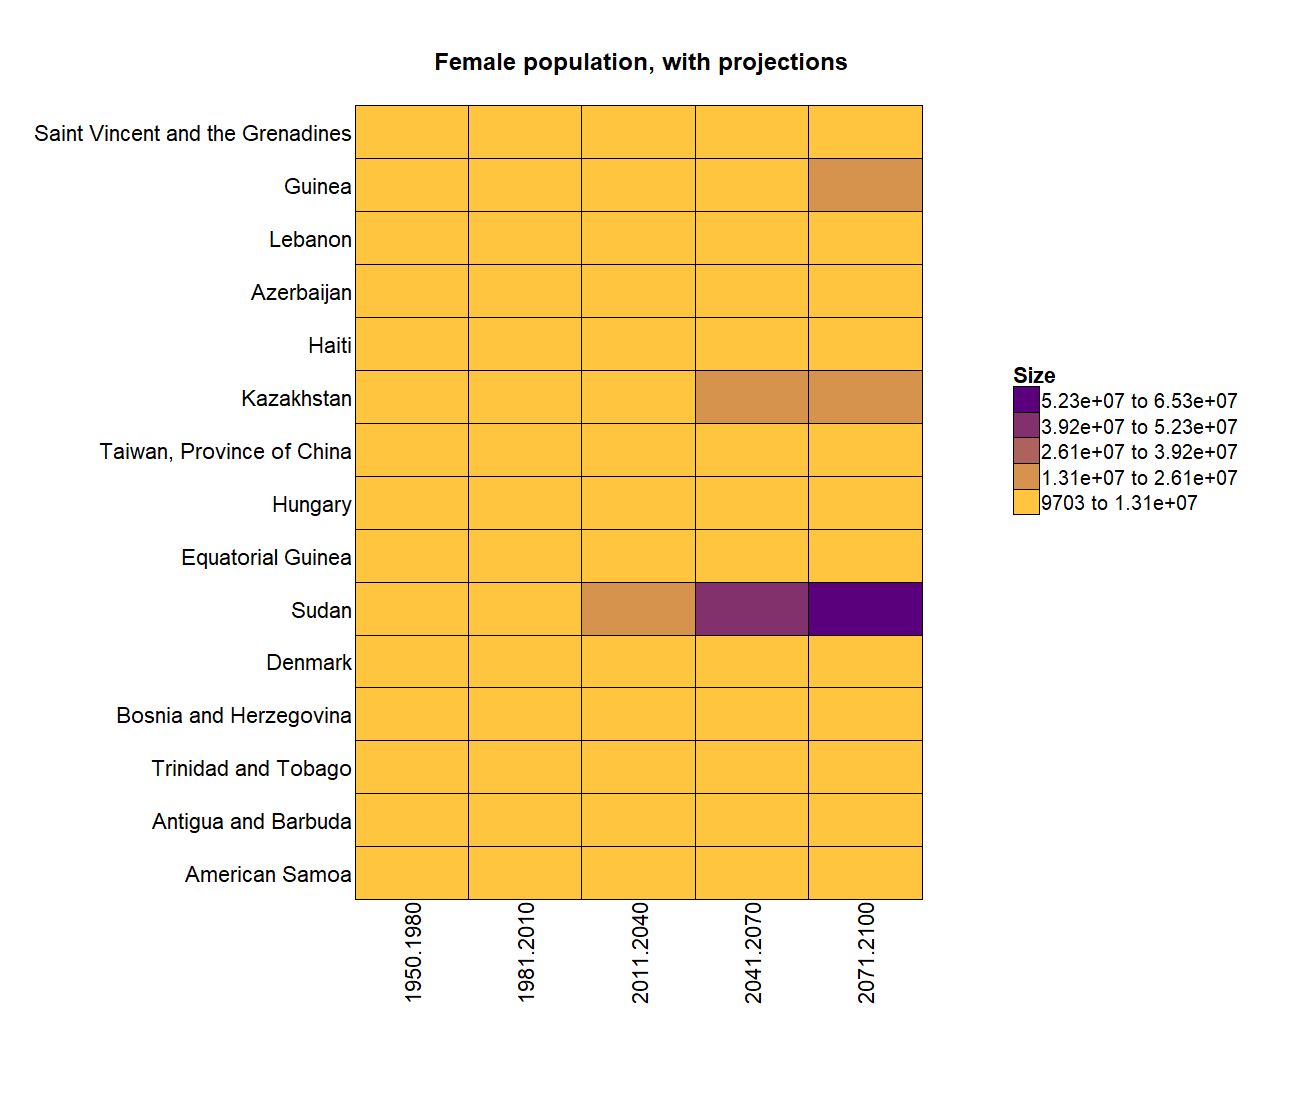 Female population, with projections
Saint Vincent and the Grenadines
Guinea
Lebanon
Azerbaijan
Haiti
Kazakhstan
Taiwan, Province of China
Hungary
Equatorial Guinea
Sudan
Denmark
Bosnia and Herzegovina
Trinidad and Tobago
Antigua and Barbuda
American Samoa
1950.1980
1981.2010
2011.2040
2041.2070
2071.2100
Size
5.23e+07 to 6.53e+07
3.92e+07 to 5.23e+07
2.61e+07 to 3.92e+07
1.31e+07 to 2.61e+07
9703 to 1.31e+07